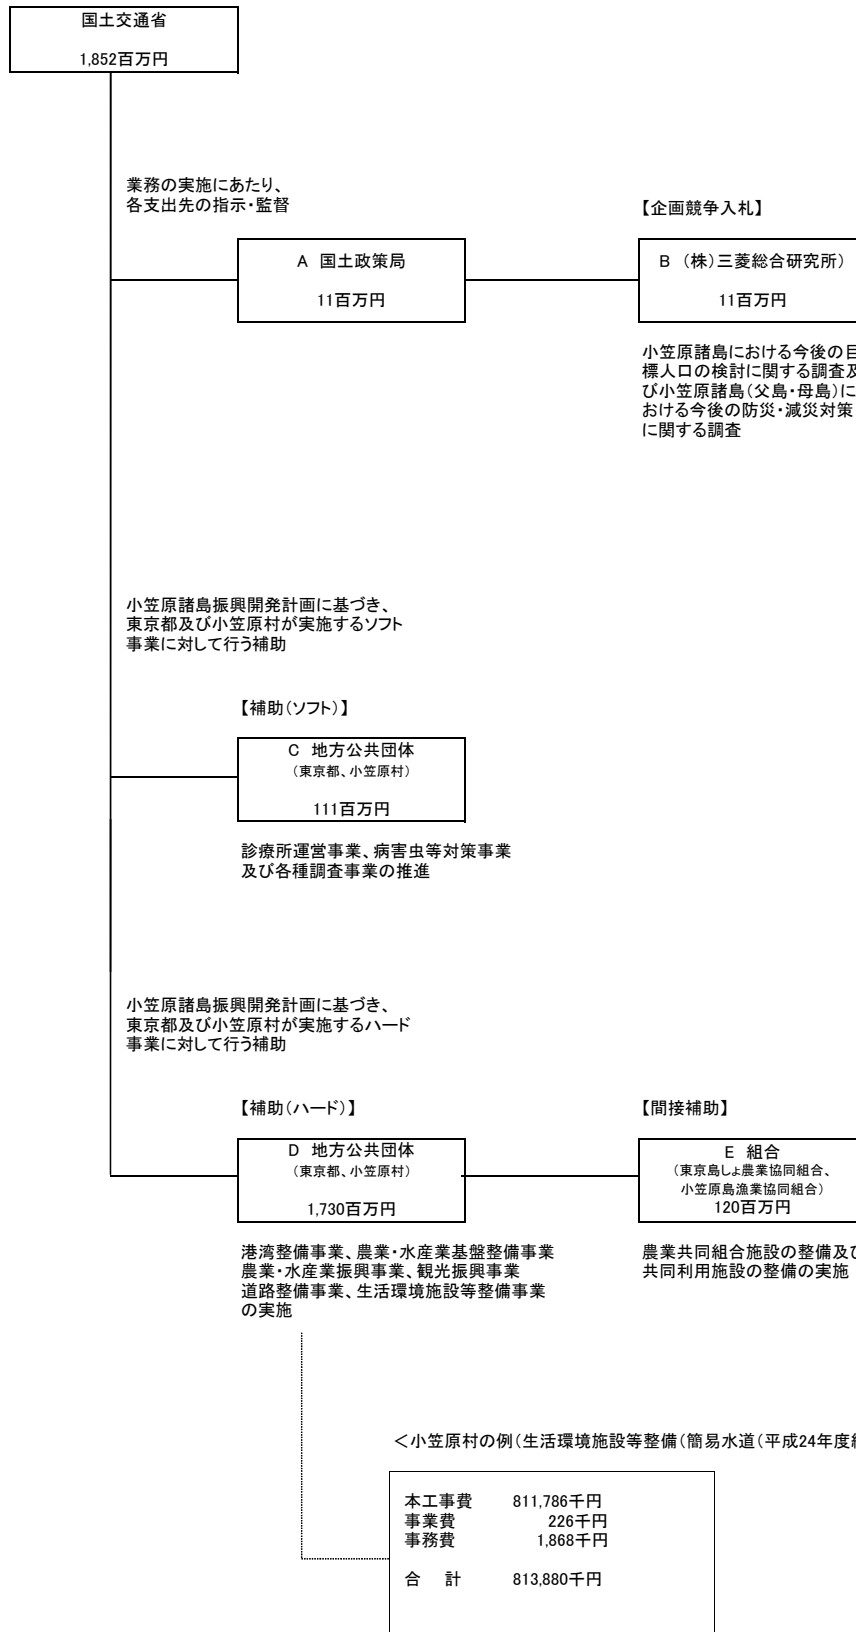 国土交通省
1,852百万円
業務の実施にあたり、
各支出先の指示・監督
【企画競争入札】
A 国土政策局
11百万円
B (株)三菱総合研究所)
11百万円
小笠原諸島における今後の目
標人口の検討に関する調査及
び小笠原諸島(父島・母島)に
おける今後の防災・減災対策
に関する調査
小笠原諸島振興開発計画に基づき、
東京都及び小笠原村が実施するソフト
事業に対して行う補助
【補助(ソフト)】
C 地方公共団体
(東京都、小笠原村)
111百万円
診療所運営事業、病害虫等対策事業
及び各種調査事業の推進
小笠原諸島振興開発計画に基づき、
東京都及び小笠原村が実施するハード
事業に対して行う補助
【補助(ハード)】
【間接補助】
D 地方公共団体
(東京都、小笠原村)
1,730百万円
E 組合
(東京島しょ農業協同組合、
小笠原島漁業協同組合)
120百万円
港湾整備事業、農業・水産業基盤整備事業
農業・水産業振興事業、観光振興事業
道路整備事業、生活環境施設等整備事業
の実施
農業共同組合施設の整備及び
共同利用施設の整備の実施
<小笠原村の例(生活環境施設等整備(簡易水道(平成24年度
本工事費 811,786千円
事業費 226千円
事務費 1,868千円
合 計 813,880千円